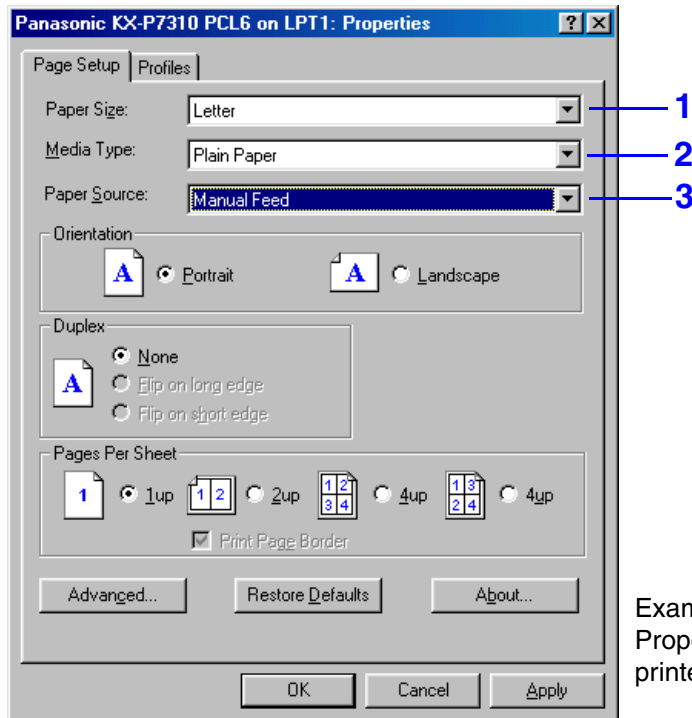 Panasonic KX-P7310 PCL6 on LPT1: Properties ? ×
Page Setup Profiles
Paper Size: Letter 1
Media Type: Plain Paper 2
Paper Source: Manual Feed 3
Orientation
A Portrait A Landscape
Duplex
None
A Flip on long edge
Flip on short edge
Pages Per Sheet
1 1up 1 2 2up 1 2 3 4 4up 1 3 2 4 4up
Print Page Border
Advanced... Restore Defaults About...
OK Cancel Apply